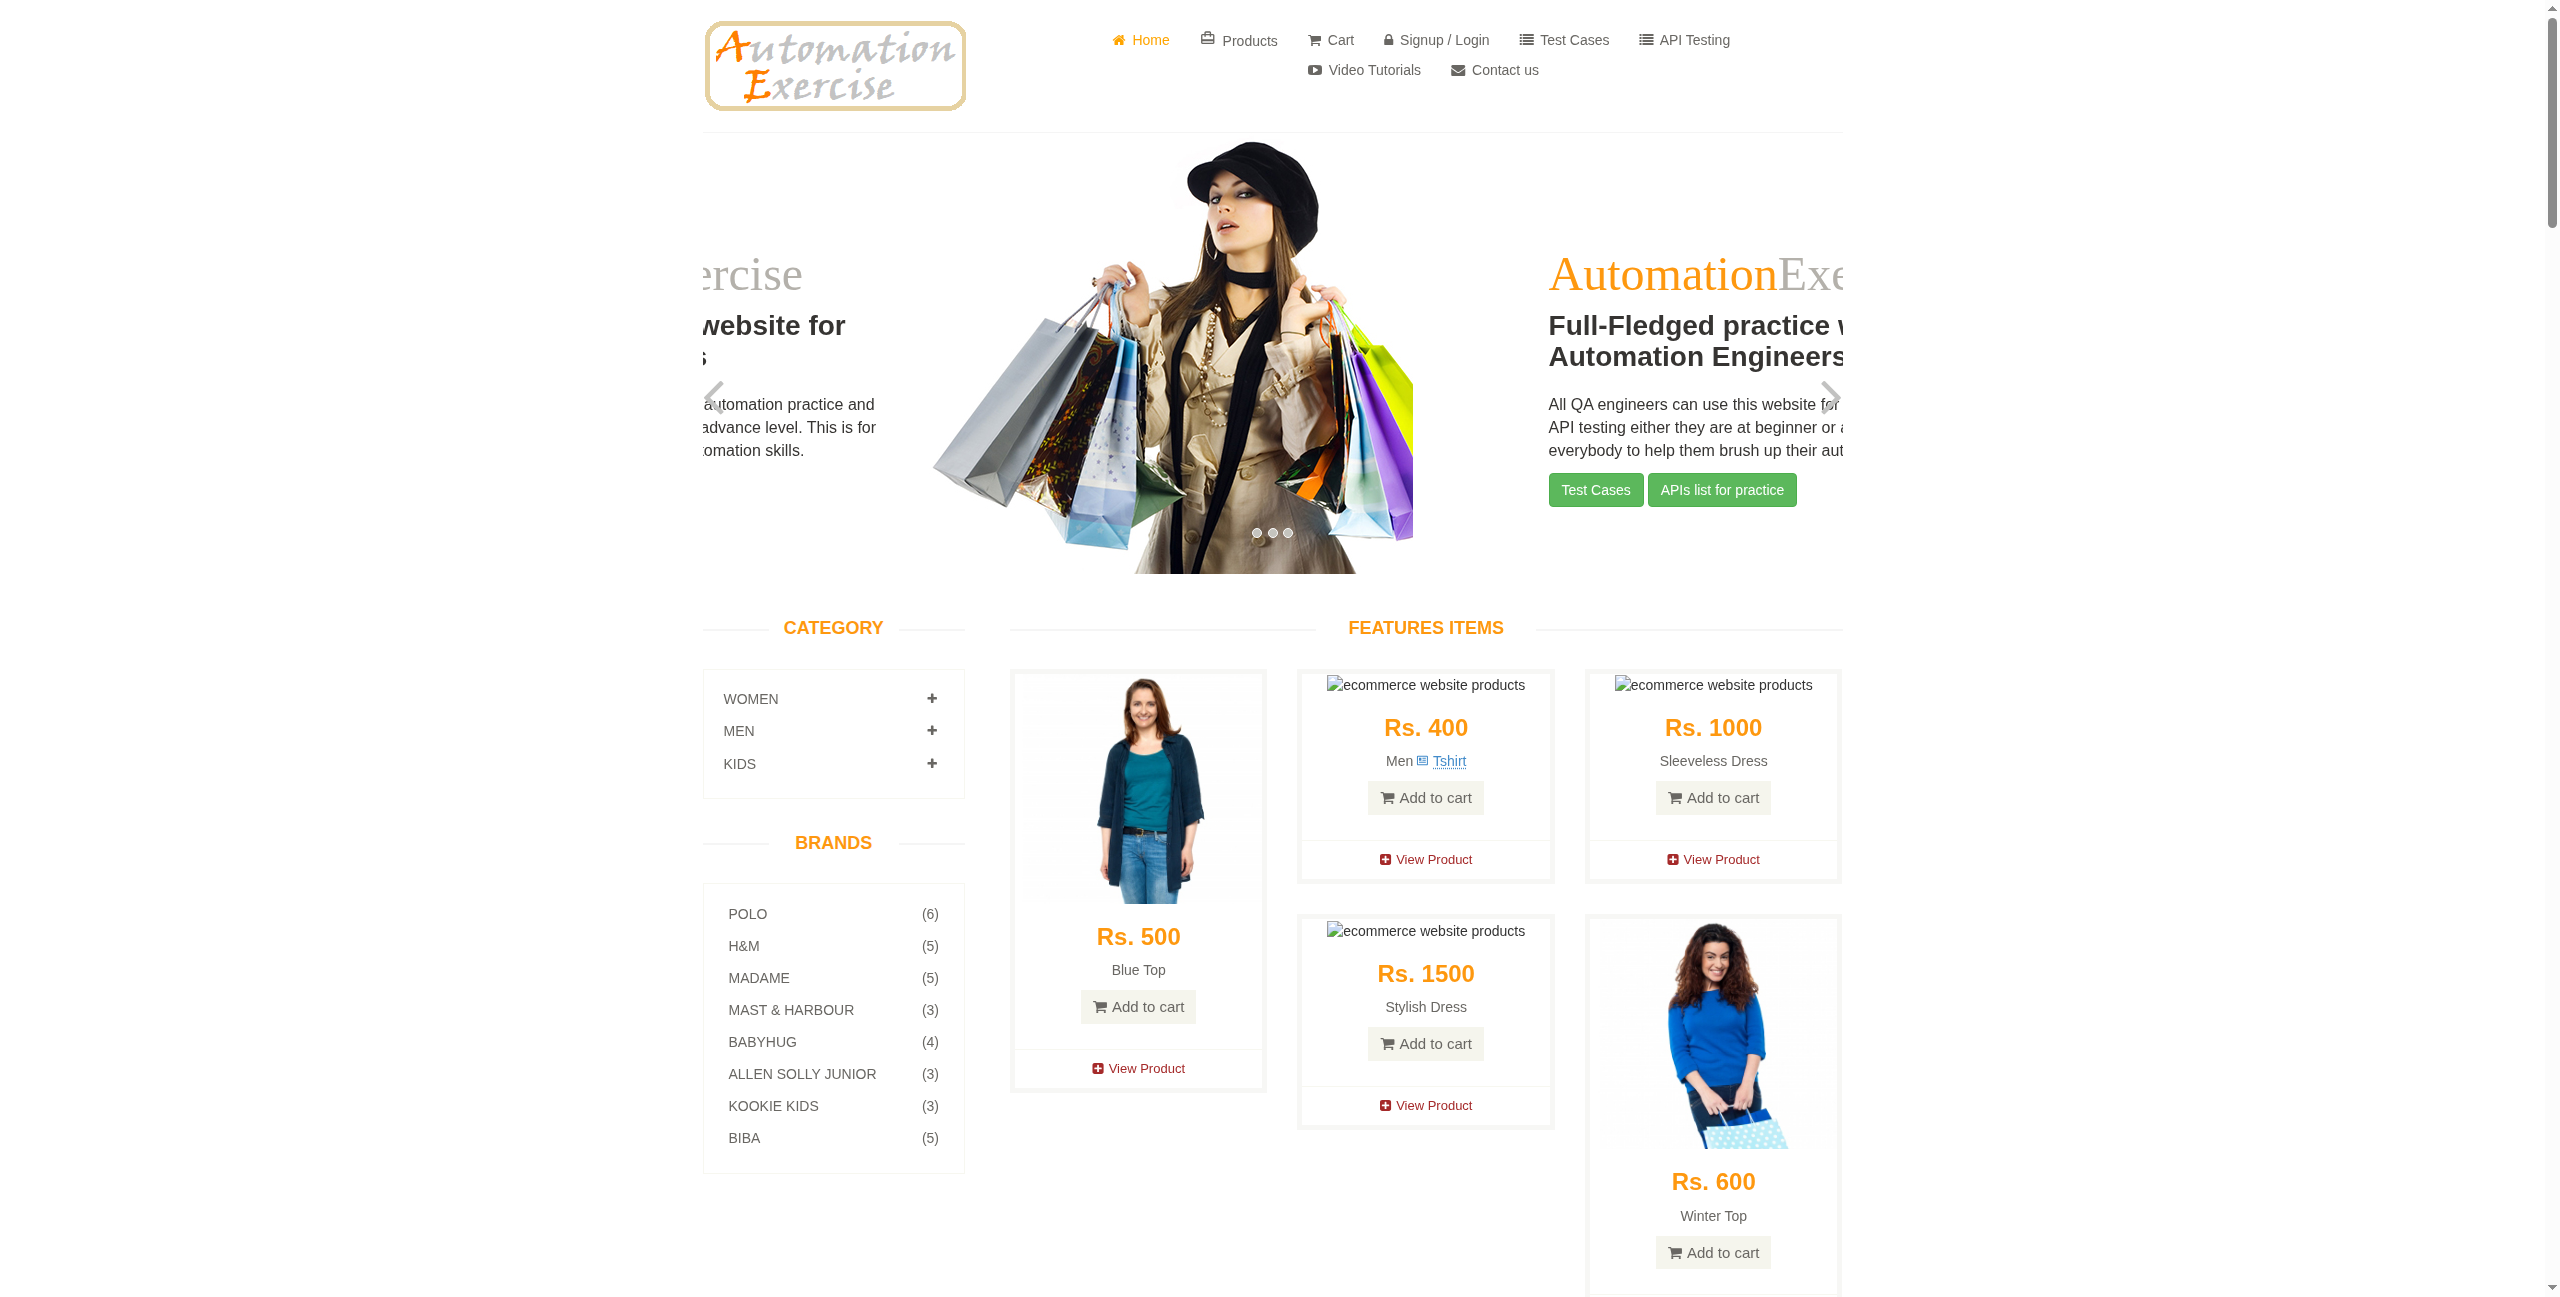 Automation
Exercise
Home
Products
Cart
Signup / Login
Test Cases
API Testing
Video Tutorials
Contact us
ercise
website for
automation practice and
advance level. This is for
tomation skills.
AutomationExe
Full-Fledged practice
Automation Engineers
All QA engineers can use this website for
API testing either they are at beginner or
everybody to help them brush up their aut
Test Cases
APIs list for practice
CATEGORY
WOMEN
MEN
KIDS
BRANDS
POLO (6)
H&M (5)
MADAME (5)
MAST & HARBOUR (3)
BABYHUG (4)
ALLEN SOLLY JUNIOR (3)
KOOKIE KIDS (3)
BIBA (5)
FEATURES ITEMS
Rs. 500
Blue Top
Add to cart
View Product
ecommerce website products
Rs. 400
Men Tshirt
Add to cart
View Product
ecommerce website products
Rs. 1000
Sleeveless Dress
Add to cart
View Product
ecommerce website products
Rs. 1500
Stylish Dress
Add to cart
View Product
Rs. 600
Winter Top
Add to cart